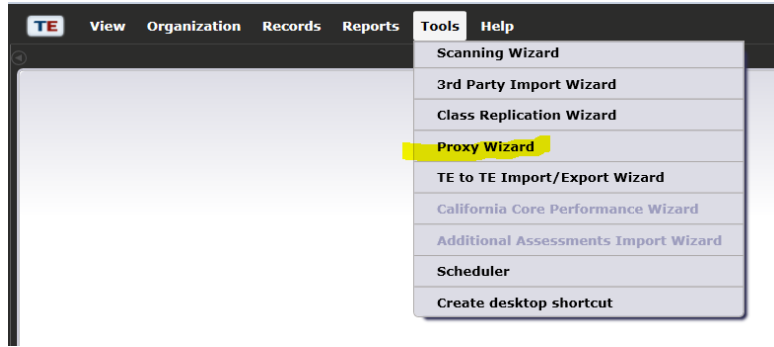 TE View Organization Records Reports Tools Help
Scanning Wizard
3rd Party Import Wizard
Class Replication Wizard
Proxy Wizard
TE to TE Import/Export Wizard
California Core Performance Wizard
Additional Assessments Import Wizard
Scheduler
Create desktop shortcut